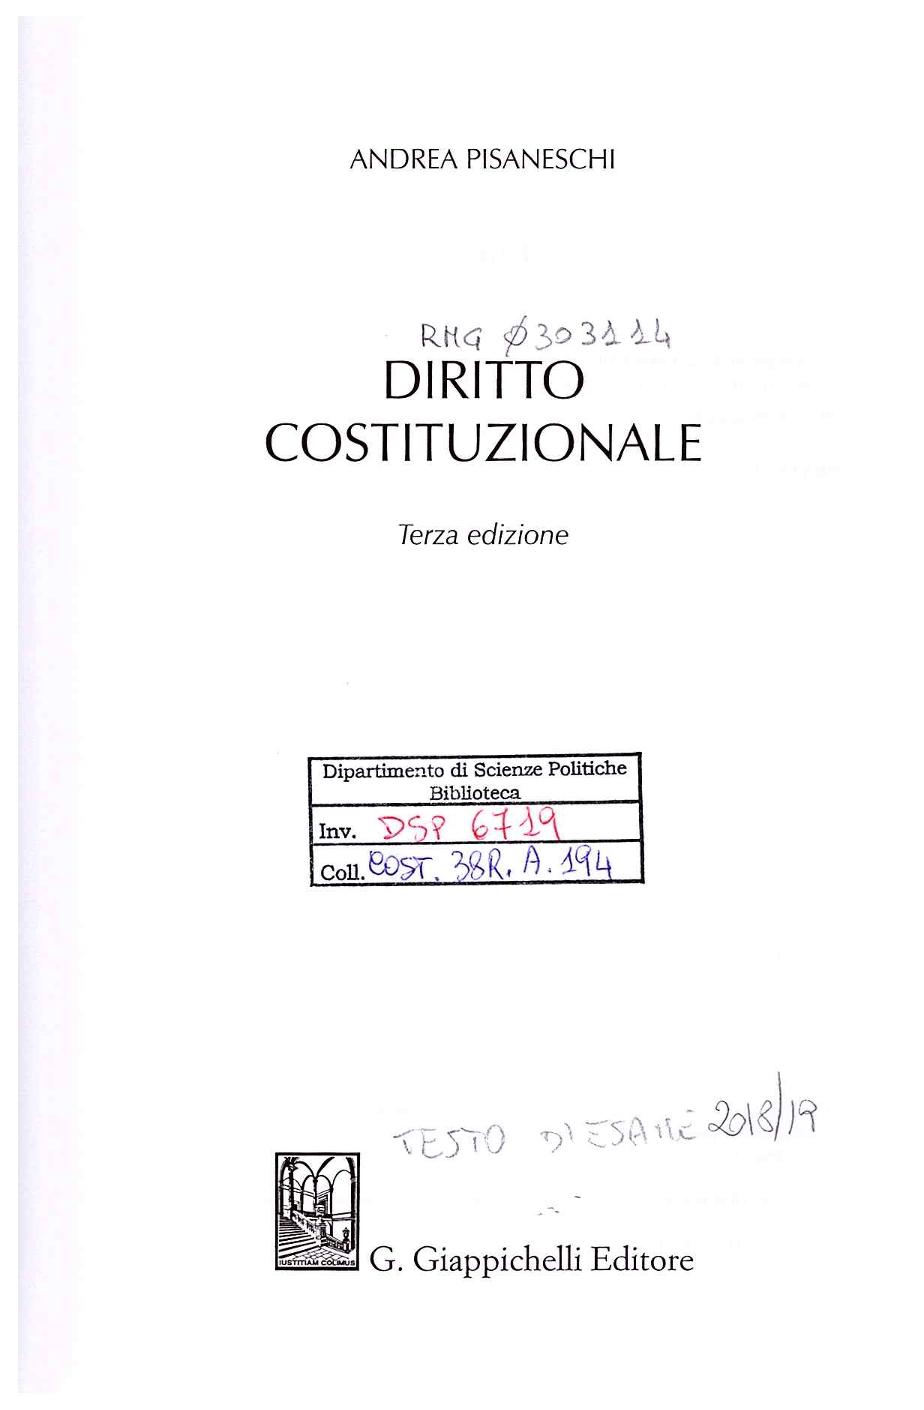 ANDREA PISANESCHI
RMG Ø303114
DIRITTO
COSTITUZIONALE
Terza edizione
Dipartimento di Scienze Politiche
Biblioteca
Inv. DSP 6719
Coll. COST. 38R. A. 194
TESTO DI ESAME 2018/19
IUSTITIAM COLIMUS
G. Giappichelli Editore